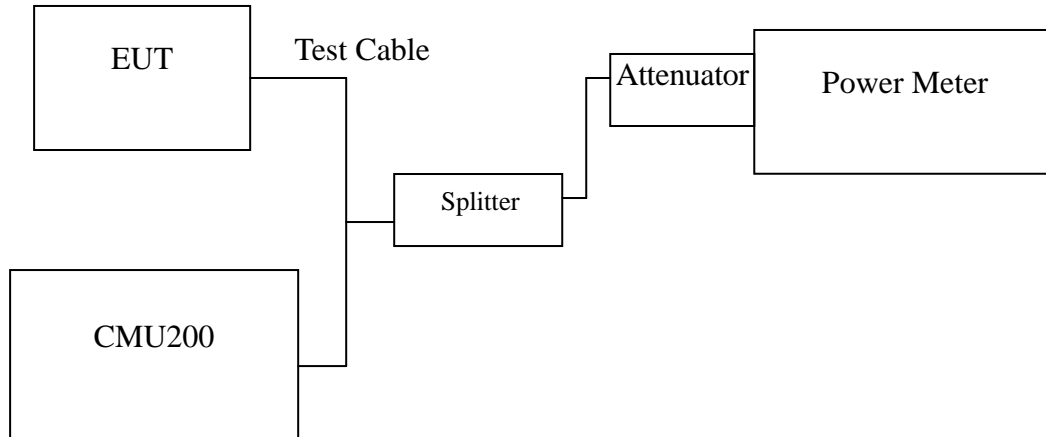 EUT
Test Cable
Attenuator
Power Meter
Splitter
CMU200